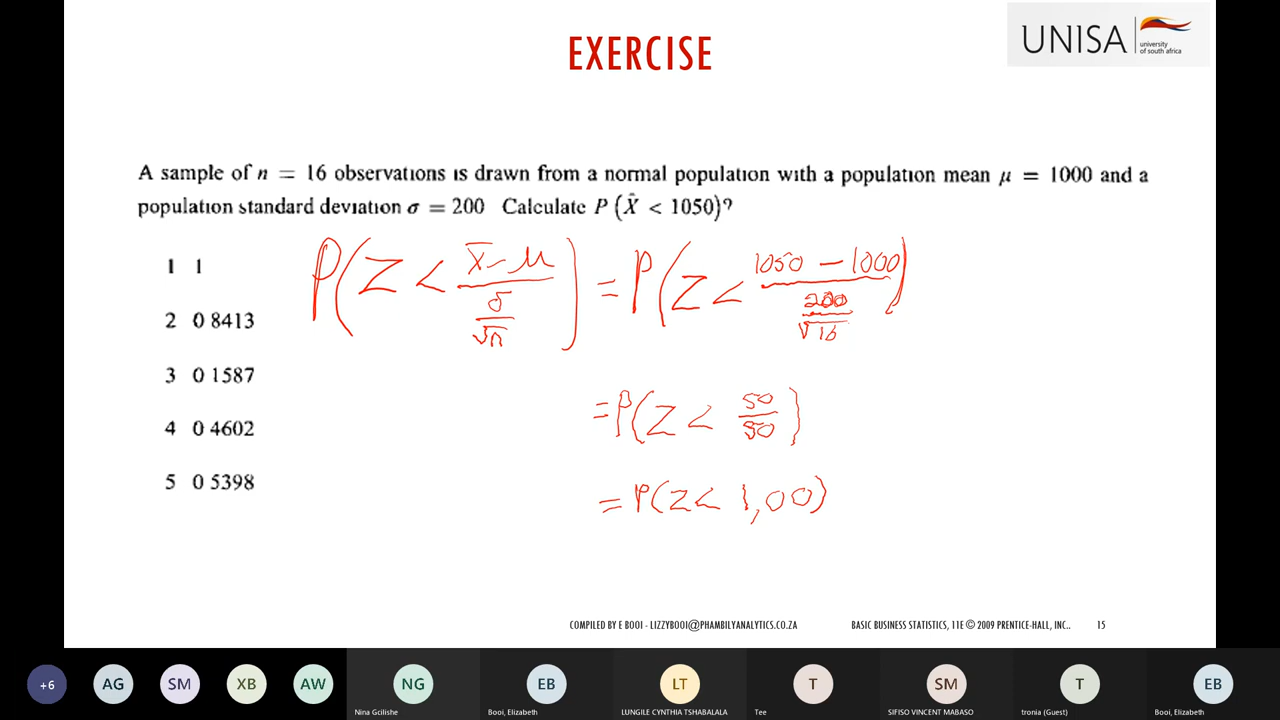 EXERCISE
UNISA
university
of south africa
A sample of n = 16 observations is drawn from a normal population with a population mean μ = 1000 and a
population standard deviation σ = 200 Calculate P (X̄ < 1050)?
1 1
2 0 8413
3 0 1587
4 0 4602
5 0 5398
P(Z < (x̄ - μ)/(σ/√n)) = P(Z < (1050 - 1000)/(200/√16))
= P(Z < 50/50)
= P(Z < 1,00)
COMPILED BY E BOOI - LIZZYBOOI@PHAMBILYANALYTICS.CO.ZA BASIC BUSINESS STATISTICS, 11E © 2009 PRENTICE-HALL, INC.. 15
+6 AG SM XB AW NG EB LT T SM T EB
Nina Gcilishe Booi, Elizabeth LUNGILE CYNTHIA TSHABALALA Tee SIFISO VINCENT MABASO tronia (Guest) Booi, Elizabeth